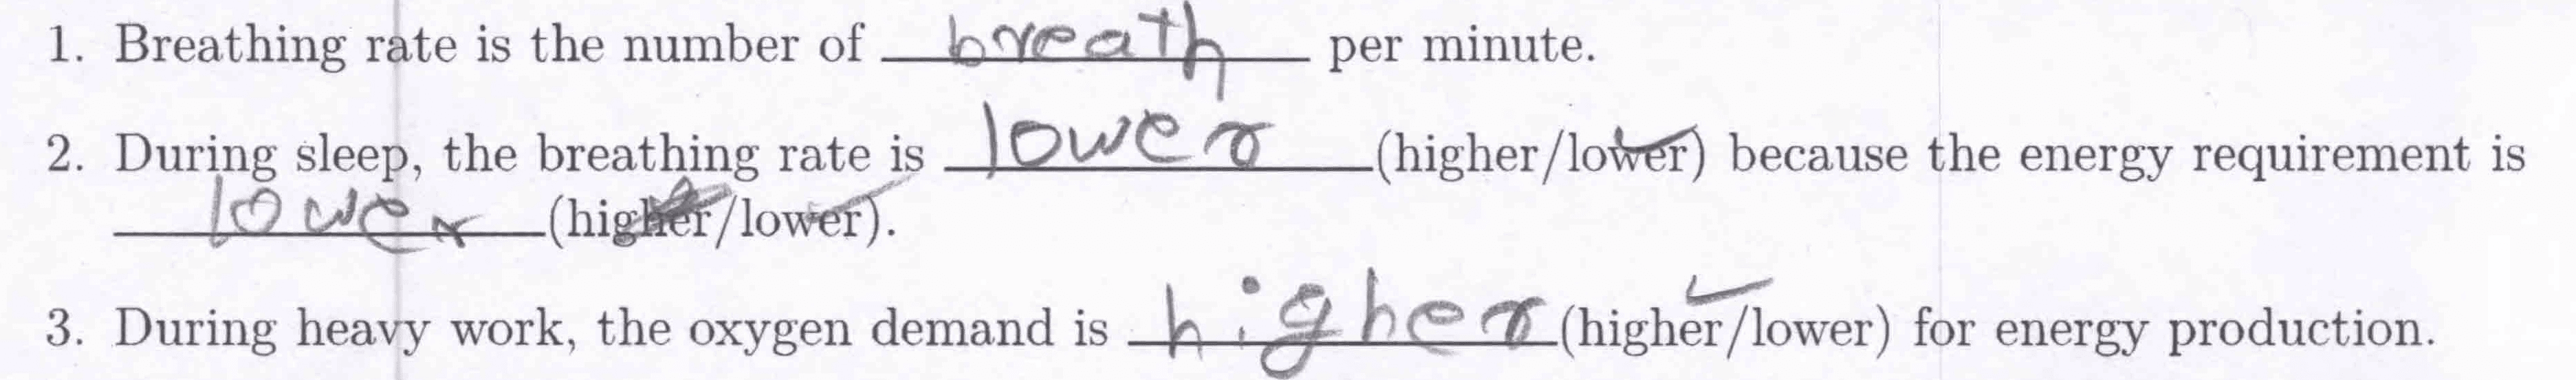 1. Breathing rate is the number of breath per minute.
2. During sleep, the breathing rate is lower (higher/lower) because the energy requirement is
lower (higher/lower).
3. During heavy work, the oxygen demand is higher (higher/lower) for energy production.